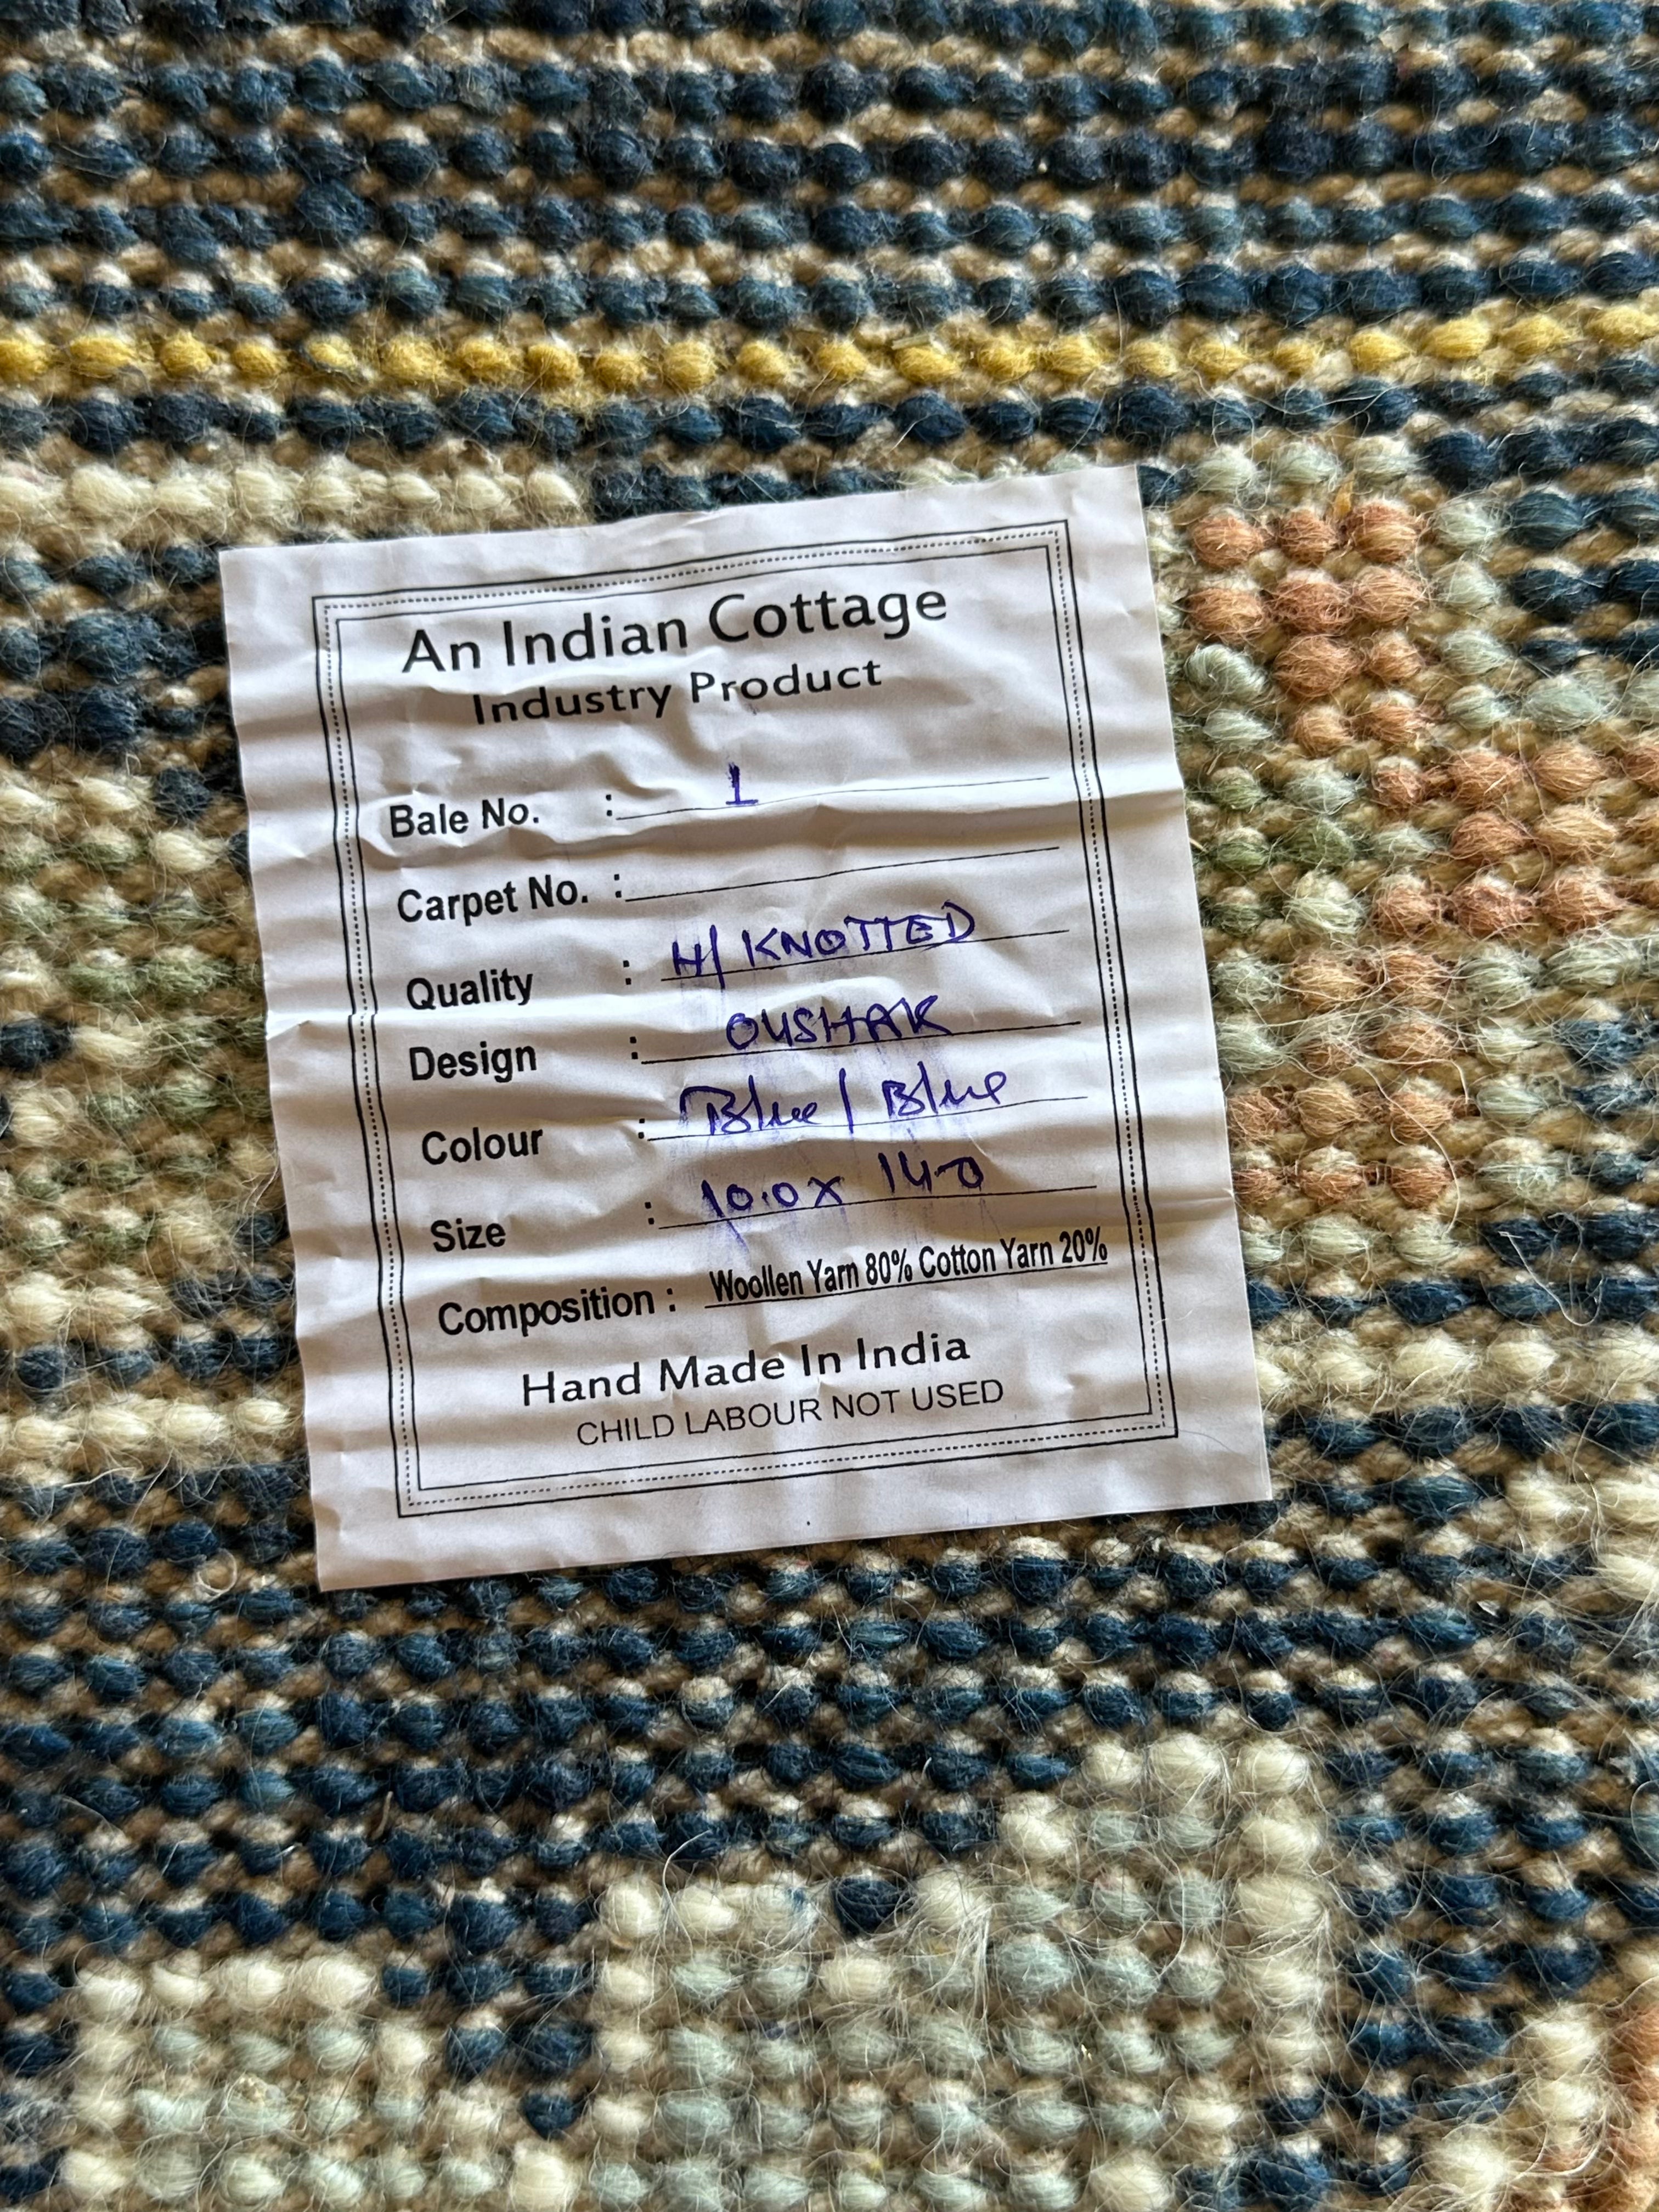 An Indian Cottage
Industry Product
Bale No. : 1
Carpet No. :
Quality : H/ KNOTTED
Design : OUSHAK
Colour : Blue / Blue
Size : 10.0 x 14-0
Composition : Woollen Yarn 80% Cotton Yarn 20%
Hand Made In India
CHILD LABOUR NOT USED